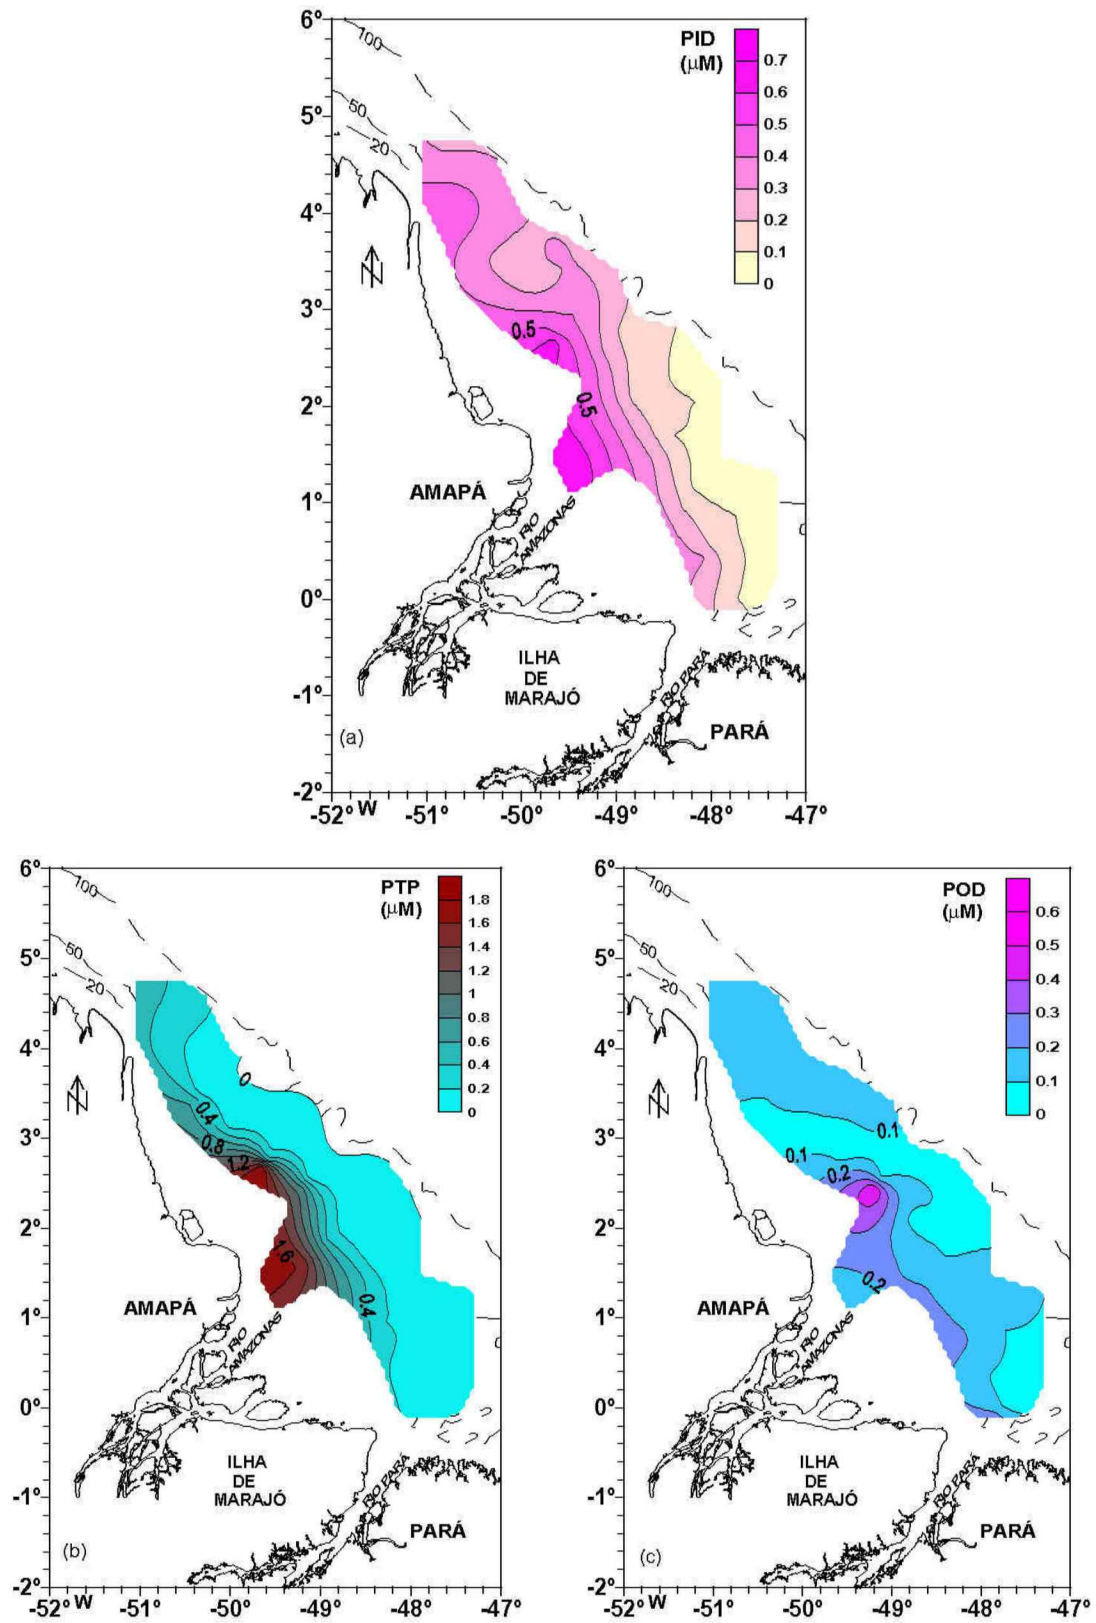 6°
5°
4°
3°
2°
1°
0°
-1°
-2°
100
50
20
PID
(µM)
0.7
0.6
0.5
0.4
0.3
0.2
0.1
0
N
0.5
0.5
AMAPÁ
RIO
AMAZONAS
ILHA
DE
MARAJÓ
RIO PARÁ
PARÁ
(a)
-52° W -51° -50° -49° -48° -47°
6°
5°
4°
3°
2°
1°
0°
-1°
-2°
100
50
20
PTP
(µM)
1.8
1.6
1.4
1.2
1
0.8
0.6
0.4
0.2
0
N
0
0.4
0.8
1.2
1.6
0.4
AMAPÁ
RIO
AMAZONAS
ILHA
DE
MARAJÓ
RIO PARÁ
PARÁ
(b)
-52° W -51° -50° -49° -48° -47°
6°
5°
4°
3°
2°
1°
0°
-1°
-2°
100
50
20
POD
(µM)
0.6
0.5
0.4
0.3
0.2
0.1
0
N
0.1
0.1
0.2
0.2
AMAPÁ
RIO
AMAZONAS
ILHA
DE
MARAJÓ
RIO PARÁ
PARÁ
(c)
-52° W -51° -50° -49° -48° -47°